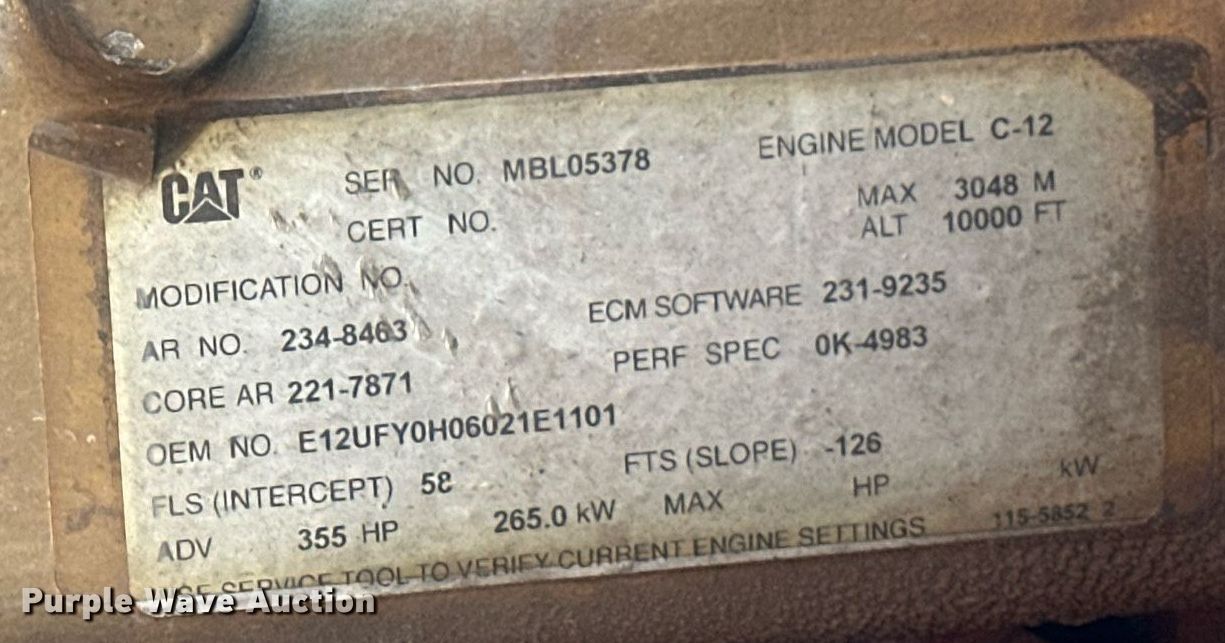 CAT® SER. NO. MBL05378 ENGINE MODEL C-12
CERT NO. MAX 3048 M
ALT 10000 FT
MODIFICATION NO.
AR NO. 234-8463 ECM SOFTWARE 231-9235
CORE AR 221-7871 PERF SPEC 0K-4983
OEM NO. E12UFY0H06021E1101
FLS (INTERCEPT) 58 FTS (SLOPE) -126
ADV 355 HP 265.0 kW MAX HP kW
USE SERVICE TOOL TO VERIFY CURRENT ENGINE SETTINGS 115-5852 2
Purple Wave Auction